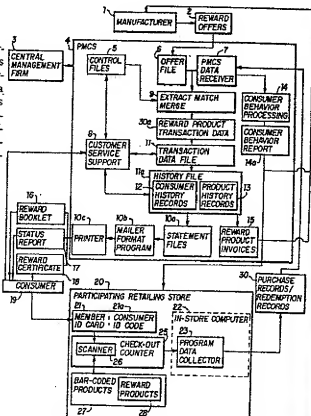 1
MANUFACTURER
2
REWARD
OFFERS
3
CENTRAL
MANAGEMENT
FIRM
4
PMCS
5
CONTROL
FILES
6
OFFER
FILE
7
PMCS
DATA
RECEIVER
14
CONSUMER
BEHAVIOR
PROCESSING
9
EXTRACT MATCH
MERGE
30a
REWARD PRODUCT
TRANSACTION DATA
14a
CONSUMER
BEHAVIOR
REPORT
8
CUSTOMER
SERVICE
SUPPORT
11
TRANSACTION
DATA FILE
11a
HISTORY FILE
12
CONSUMER
HISTORY
RECORDS
PRODUCT
HISTORY
RECORDS
13
16
REWARD
BOOKLET
STATUS
REPORT
REWARD
CERTIFICATE
17
18
10c
PRINTER
10b
MAILER
FORMAT
PROGRAM
10a
STATEMENT
FILES
15
REWARD
PRODUCT
INVOICES
CONSUMER
19
20
PARTICIPATING RETAILING STORE
30
PURCHASE
RECORDS/
REDEMPTION
RECORDS
21
21a
MEMBER
ID CARD
CONSUMER
ID CODE
22
IN-STORE COMPUTER
23
PROGRAM
DATA
COLLECTOR
25
SCANNER
26
CHECK-OUT
COUNTER
BAR-CODED
PRODUCTS
REWARD
PRODUCTS
27
28